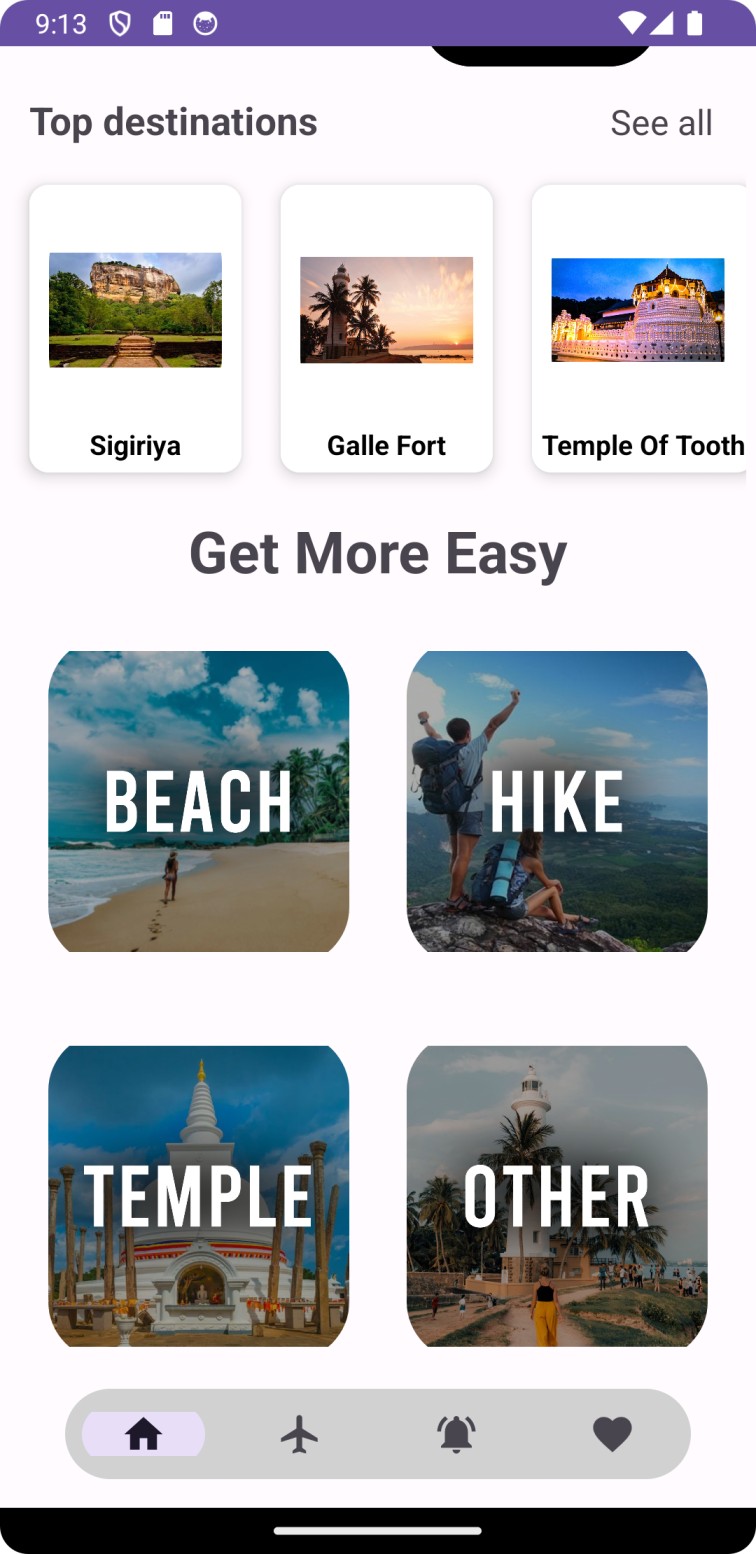 9:13
Top destinations See all
Sigiriya Galle Fort Temple Of Tooth
Get More Easy
BEACH HIKE
TEMPLE OTHER